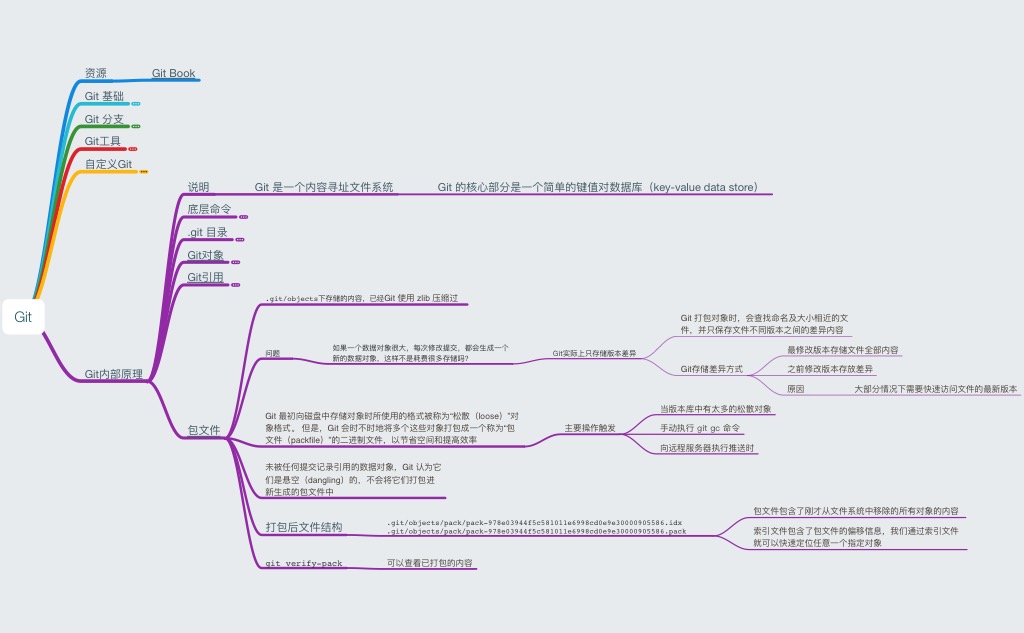 资源
Git Book
Git 基础
Git 分支
Git工具
自定义Git
Git
Git内部原理
说明
Git 是一个内容寻址文件系统
Git 的核心部分是一个简单的键值对数据库（key-value data store）
底层命令
.git 目录
Git对象
Git引用
包文件
.git/objects下存储的内容，已经Git 使用 zlib 压缩过
问题
如果一个数据对象很大，每次修改提交，都会生成一个
新的数据对象，这样不是耗费很多存储吗？
Git实际上只存储版本差异
Git 打包对象时，会查找命名及大小相近的文
件，并只保存文件不同版本之间的差异内容
Git存储差异方式
最修改版本存储文件全部内容
之前修改版本存放差异
原因
大部分情况下需要快速访问文件的最新版本
Git 最初向磁盘中存储对象时所使用的格式被称为“松散（loose）”对
象格式。 但是，Git 会时不时地将多个这些对象打包成一个称为“包
文件（packfile）”的二进制文件，以节省空间和提高效率
主要操作触发
当版本库中有太多的松散对象
手动执行 git gc 命令
向远程服务器执行推送时
未被任何提交记录引用的数据对象，Git 认为它
们是悬空（dangling）的，不会将它们打包进
新生成的包文件中
打包后文件结构
.git/objects/pack/pack-978e03944f5c581011e6998cd0e9e30000905586.idx
.git/objects/pack/pack-978e03944f5c581011e6998cd0e9e30000905586.pack
包文件包含了刚才从文件系统中移除的所有对象的内容
索引文件包含了包文件的偏移信息，我们通过索引文件
就可以快速定位任意一个指定对象
git verify-pack
可以查看已打包的内容